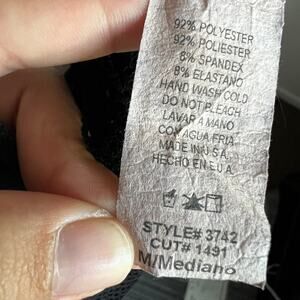 92% POLYESTER
92% POLIESTER
8% SPANDEX
8% ELASTANO
HAND WASH COLD
DO NOT BLEACH
LAVAR A MANO
CON AGUA FRIA
MADE IN U.S.A.
HECHO EN E.U.A.
STYLE# 3742
CUT# 1491
M/Mediano